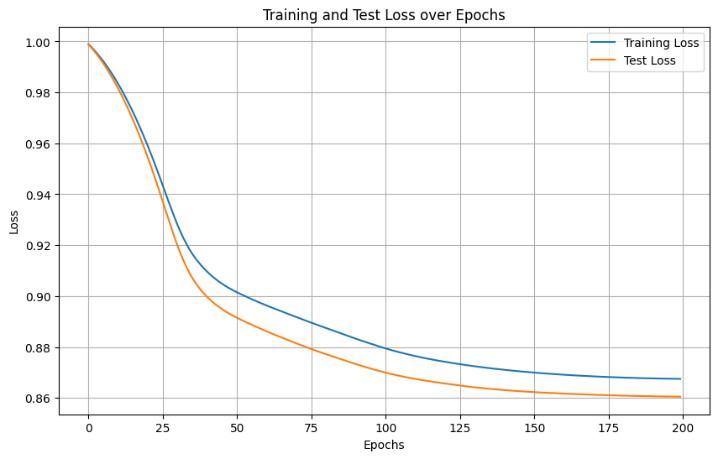 Training and Test Loss over Epochs
Training Loss
Test Loss
Loss
1.00
0.98
0.96
0.94
0.92
0.90
0.88
0.86
0 25 50 75 100 125 150 175 200
Epochs